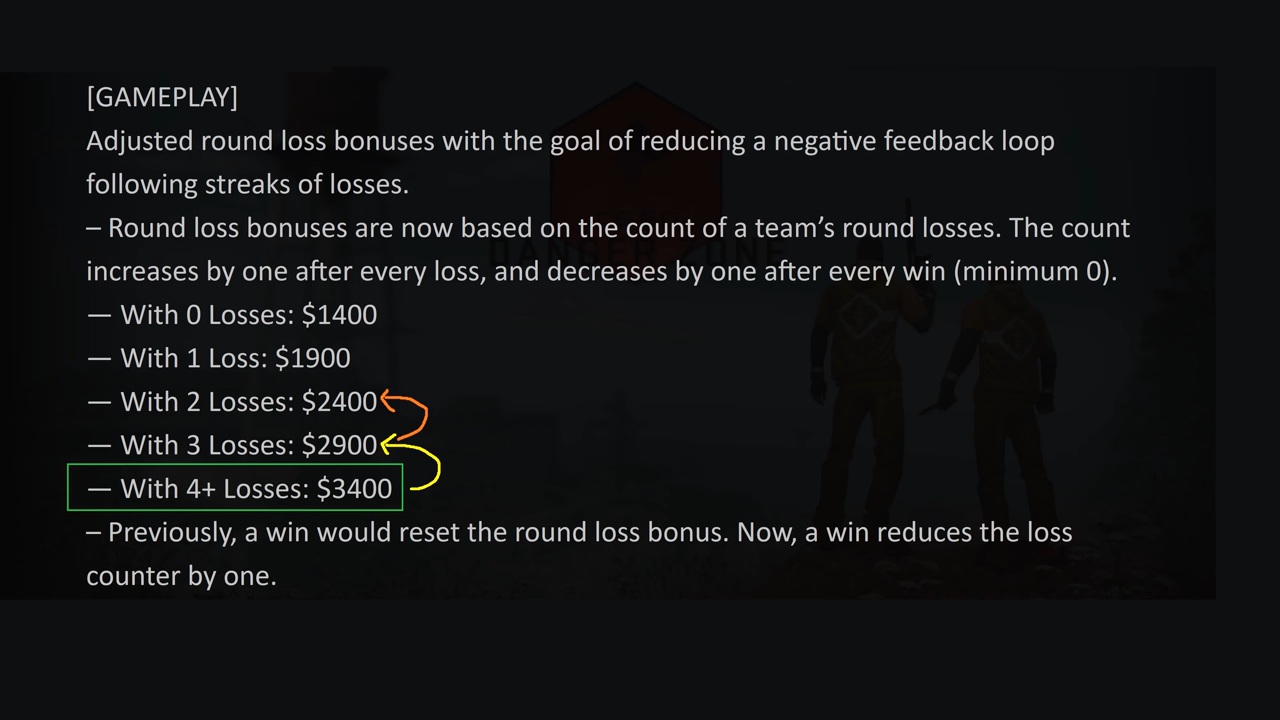 [GAMEPLAY]
Adjusted round loss bonuses with the goal of reducing a negative feedback loop
following streaks of losses.
– Round loss bonuses are now based on the count of a team’s round losses. The count
increases by one after every loss, and decreases by one after every win (minimum 0).
— With 0 Losses: $1400
— With 1 Loss: $1900
— With 2 Losses: $2400
— With 3 Losses: $2900
— With 4+ Losses: $3400
– Previously, a win would reset the round loss bonus. Now, a win reduces the loss
counter by one.
DANGER ZONE